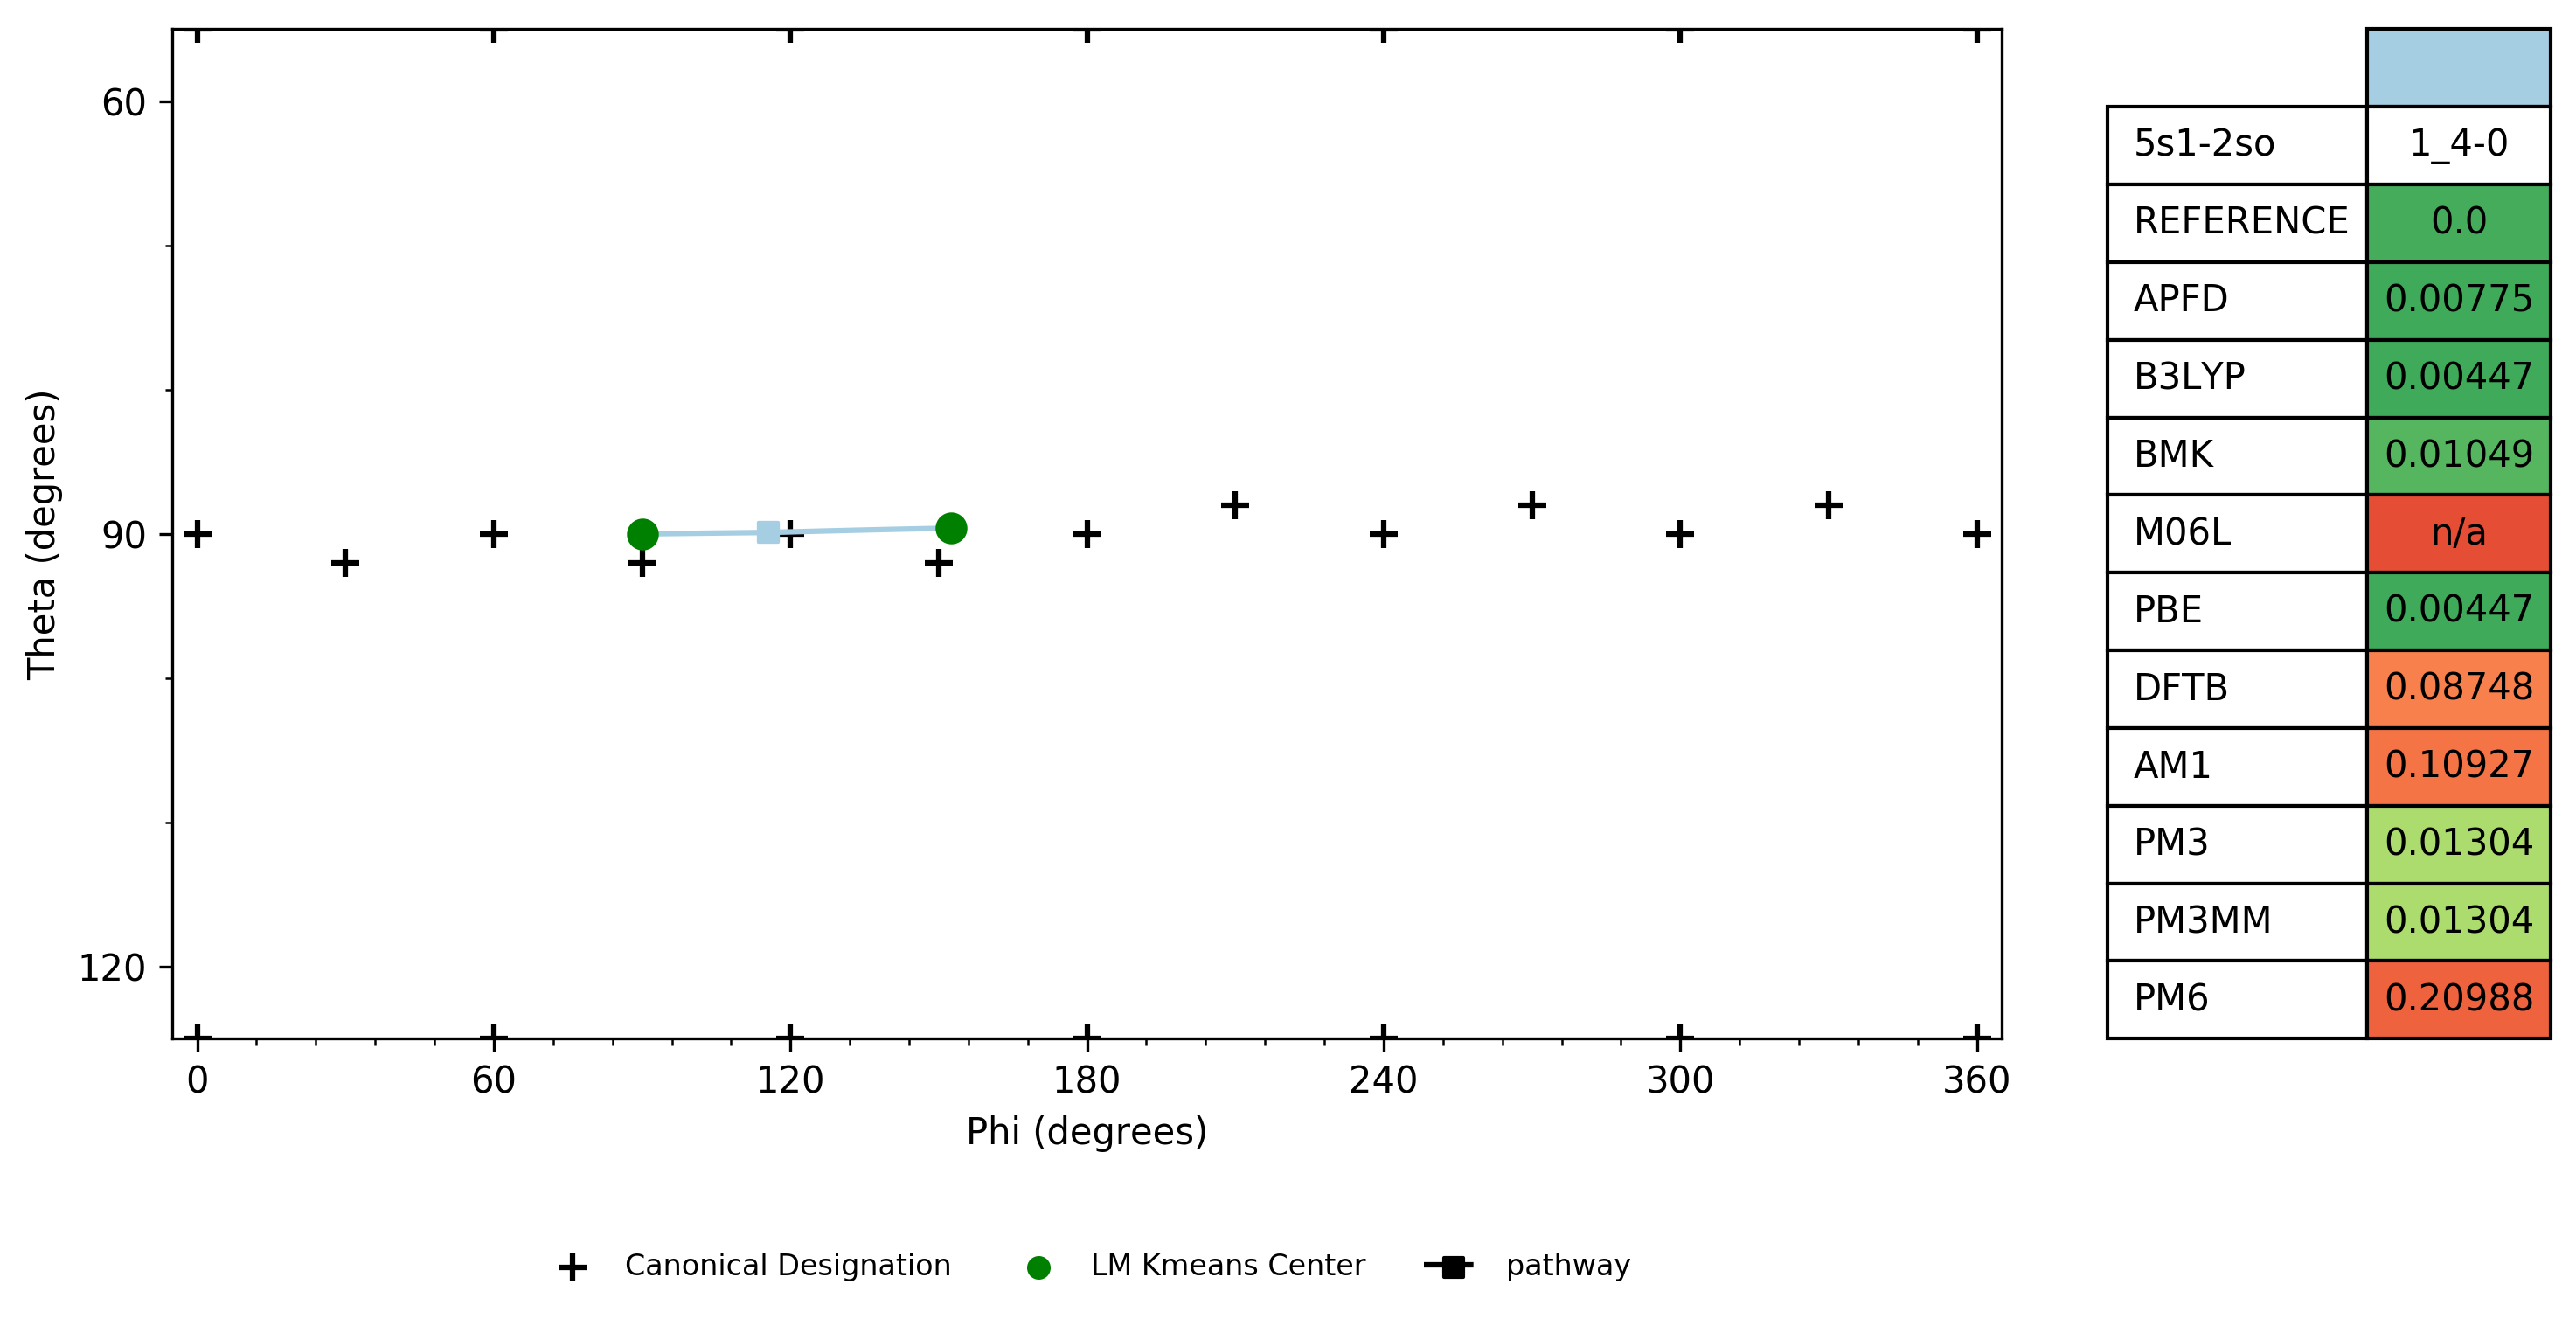 60
90
120
Theta (degrees)
0 60 120 180 240 300 360
Phi (degrees)
Canonical Designation LM Kmeans Center pathway
5s1-2so 1_4-0
REFERENCE 0.0
APFD 0.00775
B3LYP 0.00447
BMK 0.01049
M06L n/a
PBE 0.00447
DFTB 0.08748
AM1 0.10927
PM3 0.01304
PM3MM 0.01304
PM6 0.20988